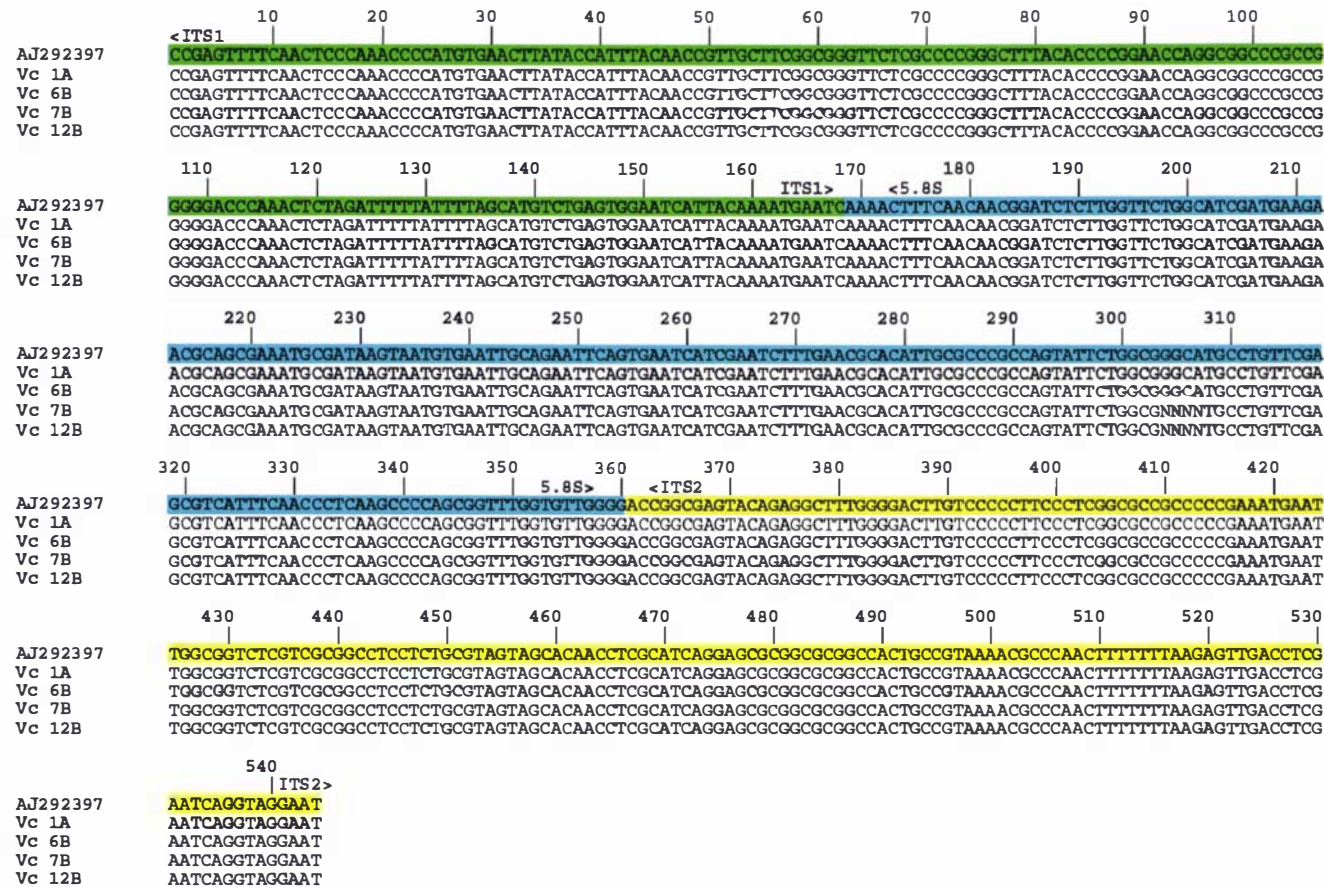 10 20 30 40 50 60 70 80 90 100
<ITS1
AJ292397 CCGAGTTTTCAACTCCCAAACCCCATGTGAACTTATACCATTTACAACCGTTGCTTCGGCGGGTTCTCGCCCCGGGCTTTACACCCCGGAACCAGGCGGCCCGCCG
Vc 1A CCGAGTTTTCAACTCCCAAACCCCATGTGAACTTATACCATTTACAACCGTTGCTTCGGCGGGTTCTCGCCCCGGGCTTTACACCCCGGAACCAGGCGGCCCGCCG
Vc 6B CCGAGTTTTCAACTCCCAAACCCCATGTGAACTTATACCATTTACAACCGTTGCTTCGGCGGGTTCTCGCCCCGGGCTTTACACCCCGGAACCAGGCGGCCCGCCG
Vc 7B CCGAGTTTTCAACTCCCAAACCCCATGTGAACTTATACCATTTACAACCGTTGCTTCGGCGGGTTCTCGCCCCGGGCTTTACACCCCGGAACCAGGCGGCCCGCCG
Vc 12B CCGAGTTTTCAACTCCCAAACCCCATGTGAACTTATACCATTTACAACCGTTGCTTCGGCGGGTTCTCGCCCCGGGCTTTACACCCCGGAACCAGGCGGCCCGCCG
110 120 130 140 150 160 170 180 190 200 210
ITS1> <5.8S
AJ292397 GGGGACCCAAACTCTAGATTTTTATTTTAGCATGTCTGAGTGGAATCATTACAAAATGAATCAAAACTTTCAACAACGGATCTCTTGGTTCTGGCATCGATGAAGA
Vc 1A GGGGACCCAAACTCTAGATTTTTATTTTAGCATGTCTGAGTGGAATCATTACAAAATGAATCAAAACTTTCAACAACGGATCTCTTGGTTCTGGCATCGATGAAGA
Vc 6B GGGGACCCAAACTCTAGATTTTTATTTTAGCATGTCTGAGTGGAATCATTACAAAATGAATCAAAACTTTCAACAACGGATCTCTTGGTTCTGGCATCGATGAAGA
Vc 7B GGGGACCCAAACTCTAGATTTTTATTTTAGCATGTCTGAGTGGAATCATTACAAAATGAATCAAAACTTTCAACAACGGATCTCTTGGTTCTGGCATCGATGAAGA
Vc 12B GGGGACCCAAACTCTAGATTTTTATTTTAGCATGTCTGAGTGGAATCATTACAAAATGAATCAAAACTTTCAACAACGGATCTCTTGGTTCTGGCATCGATGAAGA
220 230 240 250 260 270 280 290 300 310
AJ292397 ACGCAGCGAAATGCGATAAGTAATGTGAATTGCAGAATTCAGTGAATCATCGAATCTTTGAACGCACATTGCGCCCGCCAGTATTCTGGCGGGCATGCCTGTTCGA
Vc 1A ACGCAGCGAAATGCGATAAGTAATGTGAATTGCAGAATTCAGTGAATCATCGAATCTTTGAACGCACATTGCGCCCGCCAGTATTCTGGCGGGCATGCCTGTTCGA
Vc 6B ACGCAGCGAAATGCGATAAGTAATGTGAATTGCAGAATTCAGTGAATCATCGAATCTTTGAACGCACATTGCGCCCGCCAGTATTCTGGCGGGCATGCCTGTTCGA
Vc 7B ACGCAGCGAAATGCGATAAGTAATGTGAATTGCAGAATTCAGTGAATCATCGAATCTTTGAACGCACATTGCGCCCGCCAGTATTCTGGCGNNNNTGCCTGTTCGA
Vc 12B ACGCAGCGAAATGCGATAAGTAATGTGAATTGCAGAATTCAGTGAATCATCGAATCTTTGAACGCACATTGCGCCCGCCAGTATTCTGGCGNNNNTGCCTGTTCGA
320 330 340 350 360 370 380 390 400 410 420
5.8S> <ITS2
AJ292397 GCGTCATTTCAACCCTCAAGCCCCAGCGGTTTGGTGTTGGGGACCGGCGAGTACAGAGGCTTTGGGGACTTGTCCCCCTTCCCTCGGCGCCGCCCCCGAAATGAAT
Vc 1A GCGTCATTTCAACCCTCAAGCCCCAGCGGTTTGGTGTTGGGGACCGGCGAGTACAGAGGCTTTGGGGACTTGTCCCCCTTCCCTCGGCGCCGCCCCCGAAATGAAT
Vc 6B GCGTCATTTCAACCCTCAAGCCCCAGCGGTTTGGTGTTGGGGACCGGCGAGTACAGAGGCTTTGGGGACTTGTCCCCCTTCCCTCGGCGCCGCCCCCGAAATGAAT
Vc 7B GCGTCATTTCAACCCTCAAGCCCCAGCGGTTTGGTGTTGGGGACCGGCGAGTACAGAGGCTTTGGGGACTTGTCCCCCTTCCCTCGGCGCCGCCCCCGAAATGAAT
Vc 12B GCGTCATTTCAACCCTCAAGCCCCAGCGGTTTGGTGTTGGGGACCGGCGAGTACAGAGGCTTTGGGGACTTGTCCCCCTTCCCTCGGCGCCGCCCCCGAAATGAAT
430 440 450 460 470 480 490 500 510 520 530
AJ292397 TGGCGGTCTCGTCGCGGCCTCCTCTGCGTAGTAGCACAACCTCGCATCAGGAGCGCGGCGCGGCCACTGCCGTAAAACGCCCAACTTTTTTTAAGAGTTGACCTCG
Vc 1A TGGCGGTCTCGTCGCGGCCTCCTCTGCGTAGTAGCACAACCTCGCATCAGGAGCGCGGCGCGGCCACTGCCGTAAAACGCCCAACTTTTTTTAAGAGTTGACCTCG
Vc 6B TGGCGGTCTCGTCGCGGCCTCCTCTGCGTAGTAGCACAACCTCGCATCAGGAGCGCGGCGCGGCCACTGCCGTAAAACGCCCAACTTTTTTTAAGAGTTGACCTCG
Vc 7B TGGCGGTCTCGTCGCGGCCTCCTCTGCGTAGTAGCACAACCTCGCATCAGGAGCGCGGCGCGGCCACTGCCGTAAAACGCCCAACTTTTTTTAAGAGTTGACCTCG
Vc 12B TGGCGGTCTCGTCGCGGCCTCCTCTGCGTAGTAGCACAACCTCGCATCAGGAGCGCGGCGCGGCCACTGCCGTAAAACGCCCAACTTTTTTTAAGAGTTGACCTCG
540
ITS2>
AJ292397 AATCAGGTAGGAAT
Vc 1A AATCAGGTAGGAAT
Vc 6B AATCAGGTAGGAAT
Vc 7B AATCAGGTAGGAAT
Vc 12B AATCAGGTAGGAAT